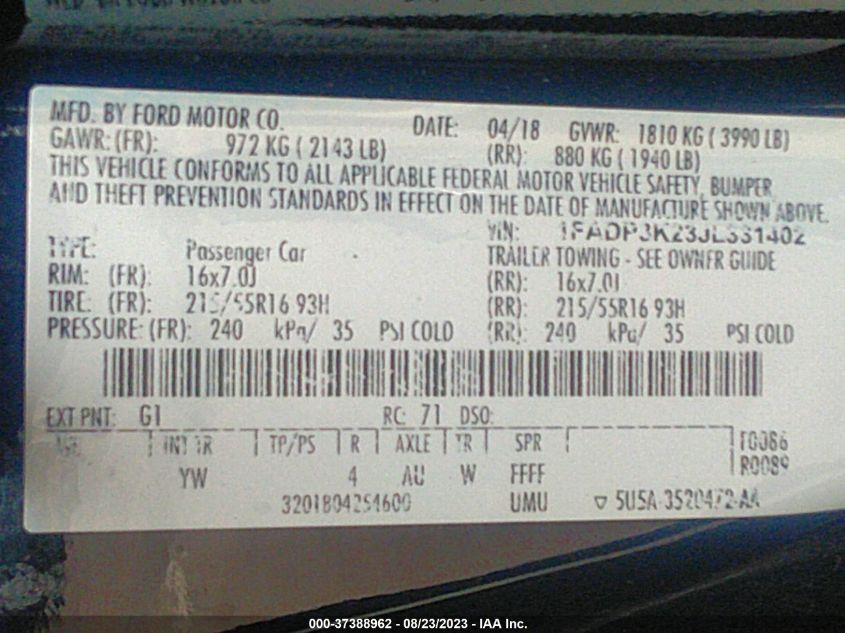 MFD. BY FORD MOTOR CO. DATE: 04/18 GVWR: 1810 KG ( 3990 LB)
GAWR: (FR): 972 KG ( 2143 LB) (RR): 880 KG ( 1940 LB)
THIS VEHICLE CONFORMS TO ALL APPLICABLE FEDERAL MOTOR VEHICLE SAFETY, BUMPER
AND THEFT PREVENTION STANDARDS IN EFFECT ON THE DATE OF MANUFACTURE SHOWN ABOVE.
VIN: 1FADP3K23JL331402
TYPE: Passenger Car TRAILER TOWING - SEE OWNER GUIDE
RIM: (FR): 16x7.0J (RR): 16x7.0J
TIRE: (FR): 215/55R16 93H (RR): 215/55R16 93H
PRESSURE: (FR): 240 kPa/ 35 PSI COLD (RR): 240 kPa/ 35 PSI COLD
EXT PNT: G1 RC: 71 DSO:
INT TR TP/PS R AXLE TR SPR T0086
YW 4 AU W FFFF R0089
3201804254600 UMU ▽ 5U5A-3520472-AA
000-37388962 - 08/23/2023 - IAA Inc.